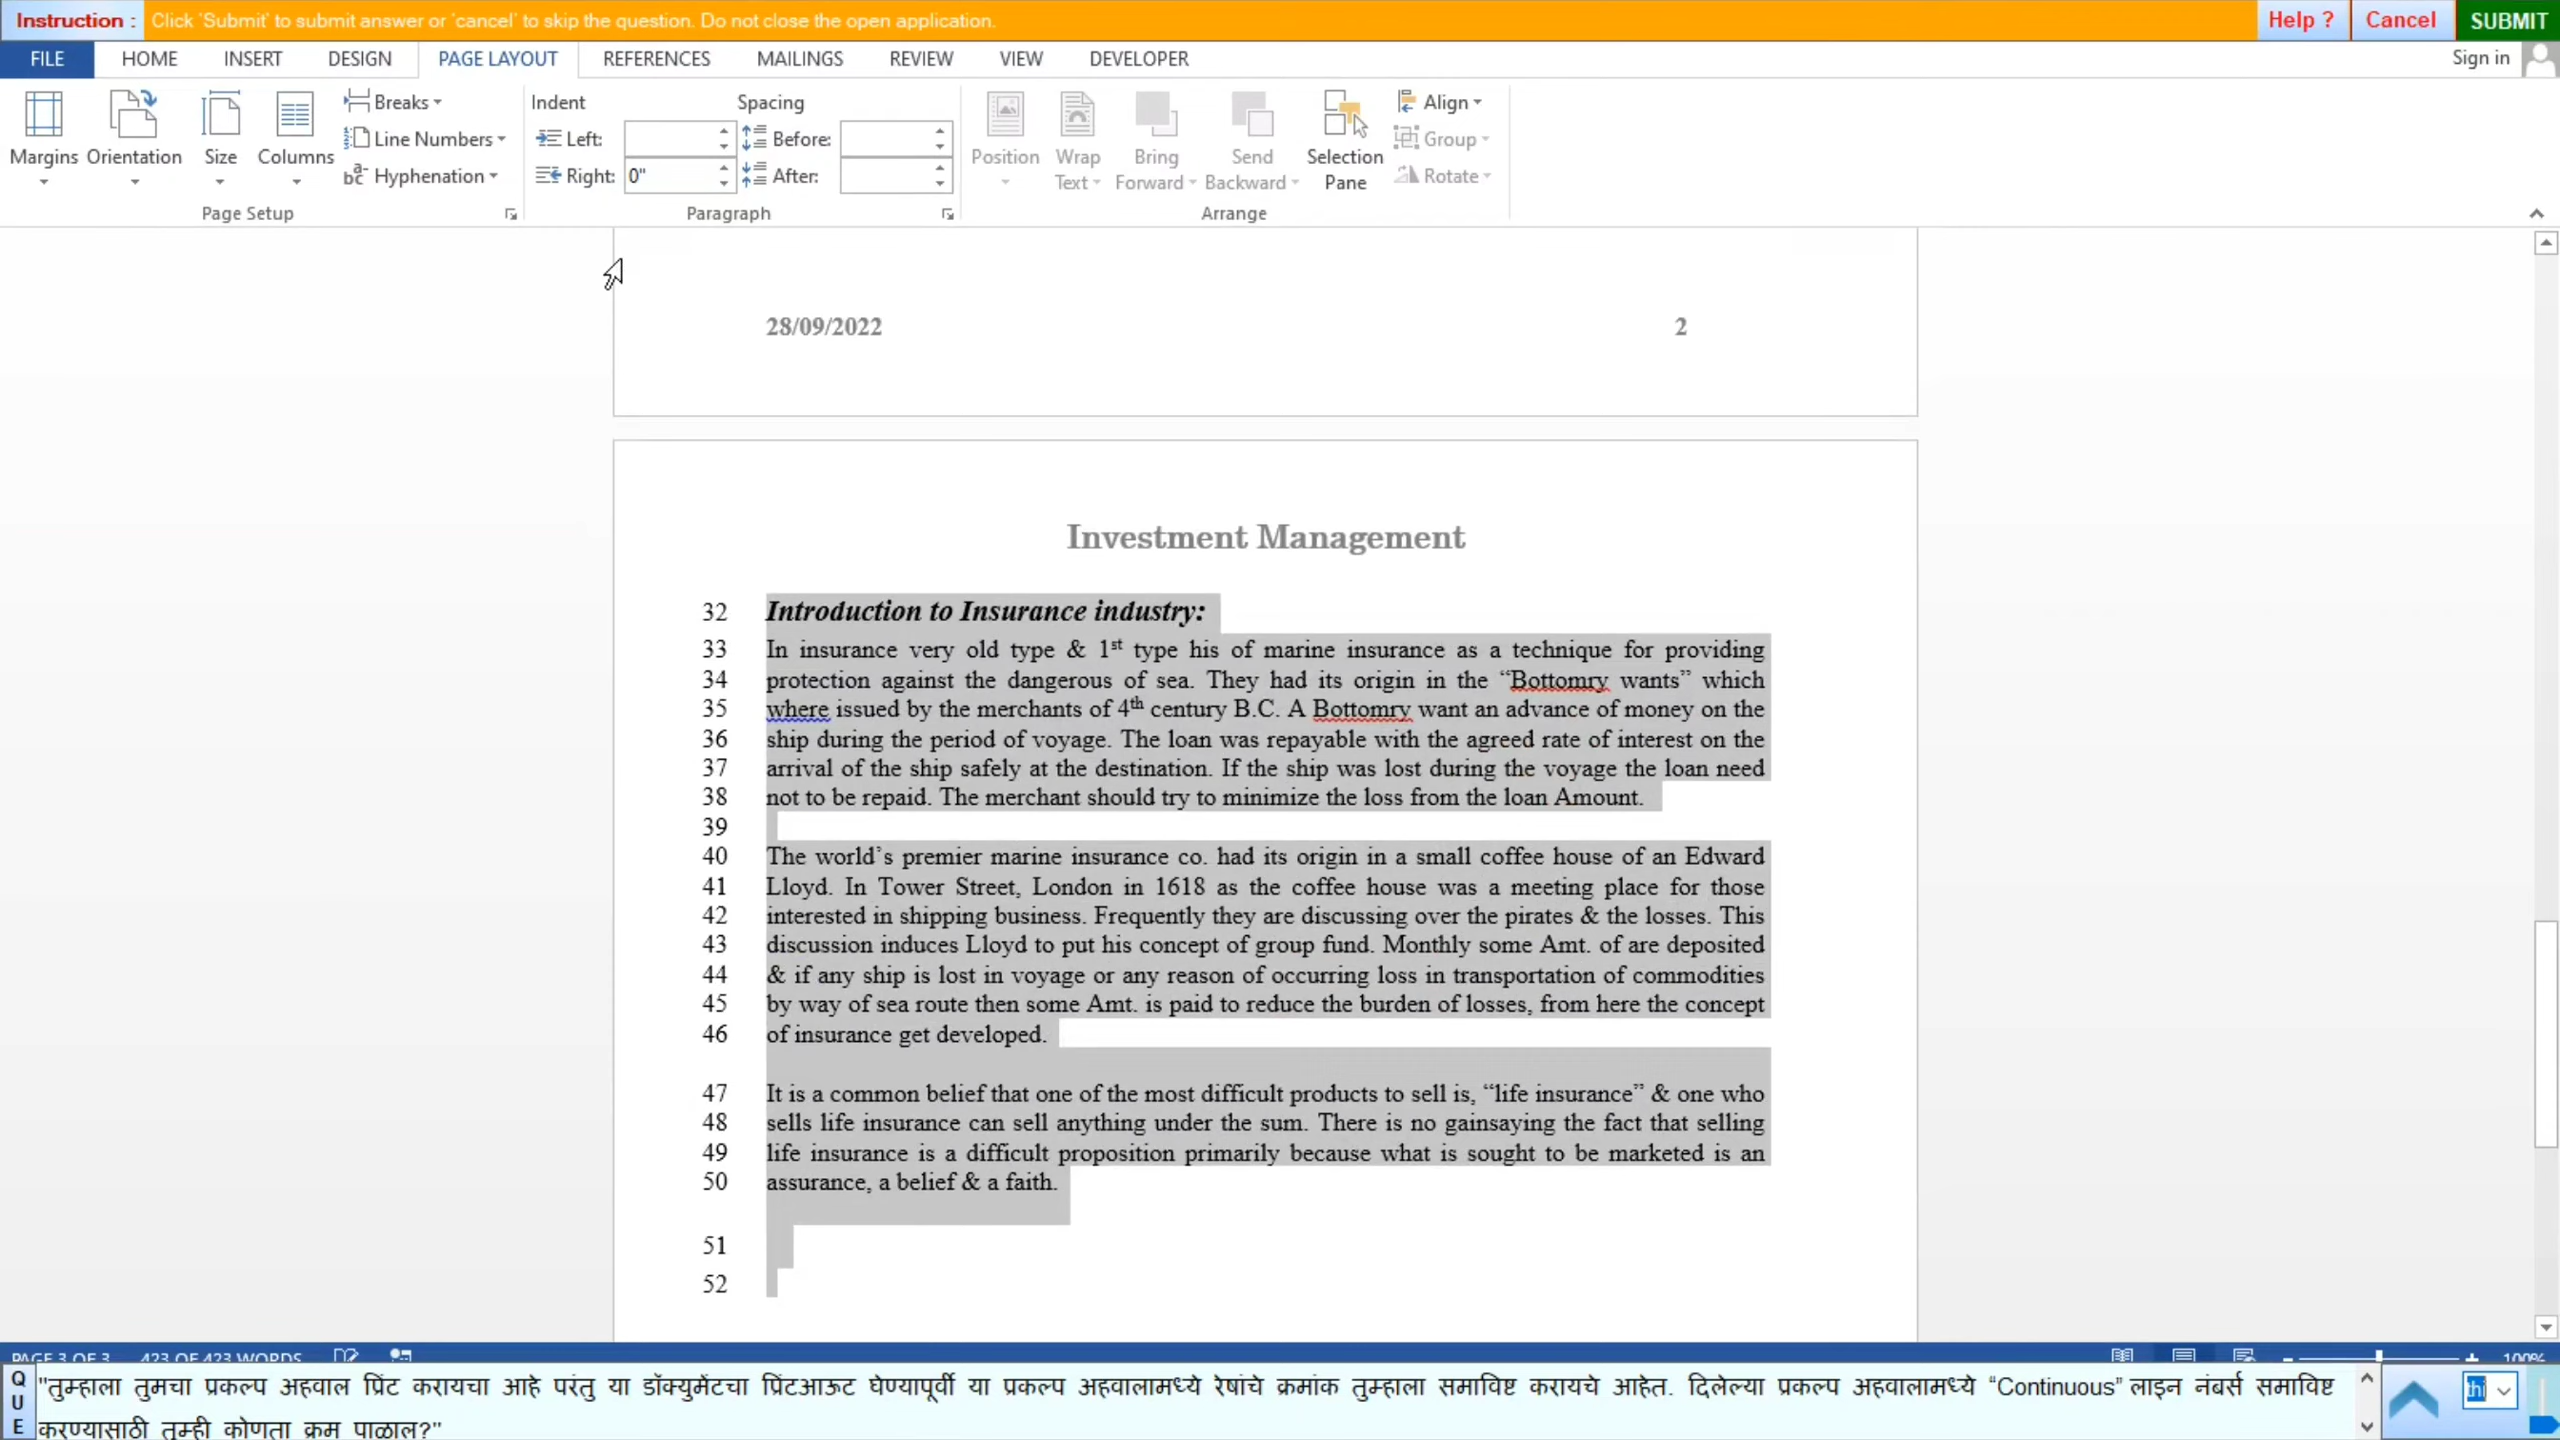 Instruction : Click 'Submit' to submit answer or 'cancel' to skip the question. Do not close the open application. Help ? Cancel SUBMIT
FILE HOME INSERT DESIGN PAGE LAYOUT REFERENCES MAILINGS REVIEW VIEW DEVELOPER Sign in
Margins Orientation Size Columns
Breaks
Line Numbers
Hyphenation
Page Setup
Indent Spacing
Left: Before:
Right: 0" After:
Paragraph
Position Wrap Text Bring Forward Send Backward Selection Pane
Align
Group
Rotate
Arrange
28/09/2022 2
Investment Management
32 Introduction to Insurance industry:
33 In insurance very old type & 1st type his of marine insurance as a technique for providing
34 protection against the dangerous of sea. They had its origin in the “Bottomry wants” which
35 where issued by the merchants of 4th century B.C. A Bottomry want an advance of money on the
36 ship during the period of voyage. The loan was repayable with the agreed rate of interest on the
37 arrival of the ship safely at the destination. If the ship was lost during the voyage the loan need
38 not to be repaid. The merchant should try to minimize the loss from the loan Amount.
39
40 The world’s premier marine insurance co. had its origin in a small coffee house of an Edward
41 Lloyd. In Tower Street, London in 1618 as the coffee house was a meeting place for those
42 interested in shipping business. Frequently they are discussing over the pirates & the losses. This
43 discussion induces Lloyd to put his concept of group fund. Monthly some Amt. of are deposited
44 & if any ship is lost in voyage or any reason of occurring loss in transportation of commodities
45 by way of sea route then some Amt. is paid to reduce the burden of losses, from here the concept
46 of insurance get developed.
47 It is a common belief that one of the most difficult products to sell is, “life insurance” & one who
48 sells life insurance can sell anything under the sum. There is no gainsaying the fact that selling
49 life insurance is a difficult proposition primarily because what is sought to be marketed is an
50 assurance, a belief & a faith.
51
52
PAGE 3 OF 3 423 OF 423 WORDS 100%
QUE "तुम्हाला तुमचा प्रकल्प अहवाल प्रिंट करायचा आहे परंतु या डॉक्युमेंटचा प्रिंटआऊट घेण्यापूर्वी या प्रकल्प अहवालामध्ये रेषांचे क्रमांक तुम्हाला समाविष्ट करायचे आहेत. दिलेल्या प्रकल्प अहवालामध्ये “Continuous” लाइन नंबर्स समाविष्ट
करण्यासाठी तुम्ही कोणता क्रम पाळाल?"
thi